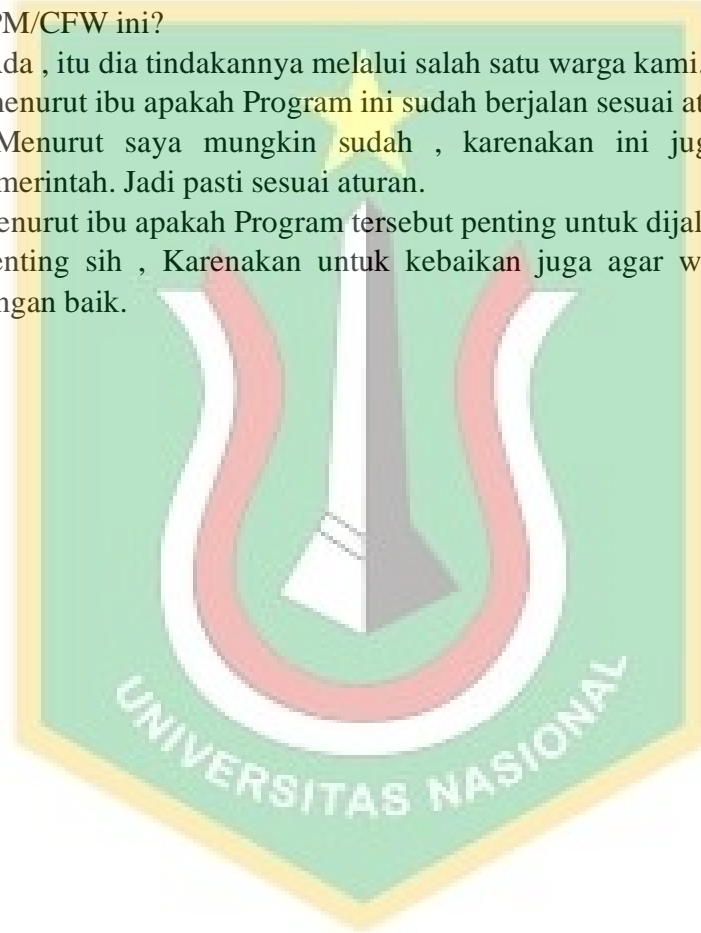 PM/CFW ini?
da , itu dia tindakannya melalui salah satu warga kami.
menurut ibu apakah Program ini sudah berjalan sesuai at
Menurut saya mungkin sudah , karenakan ini jug
merintah. Jadi pasti sesuai aturan.
enurut ibu apakah Program tersebut penting untuk dijal
enting sih , Karenakan untuk kebaikan juga agar w
ngan baik.
UNIVERSITAS NASIONAL